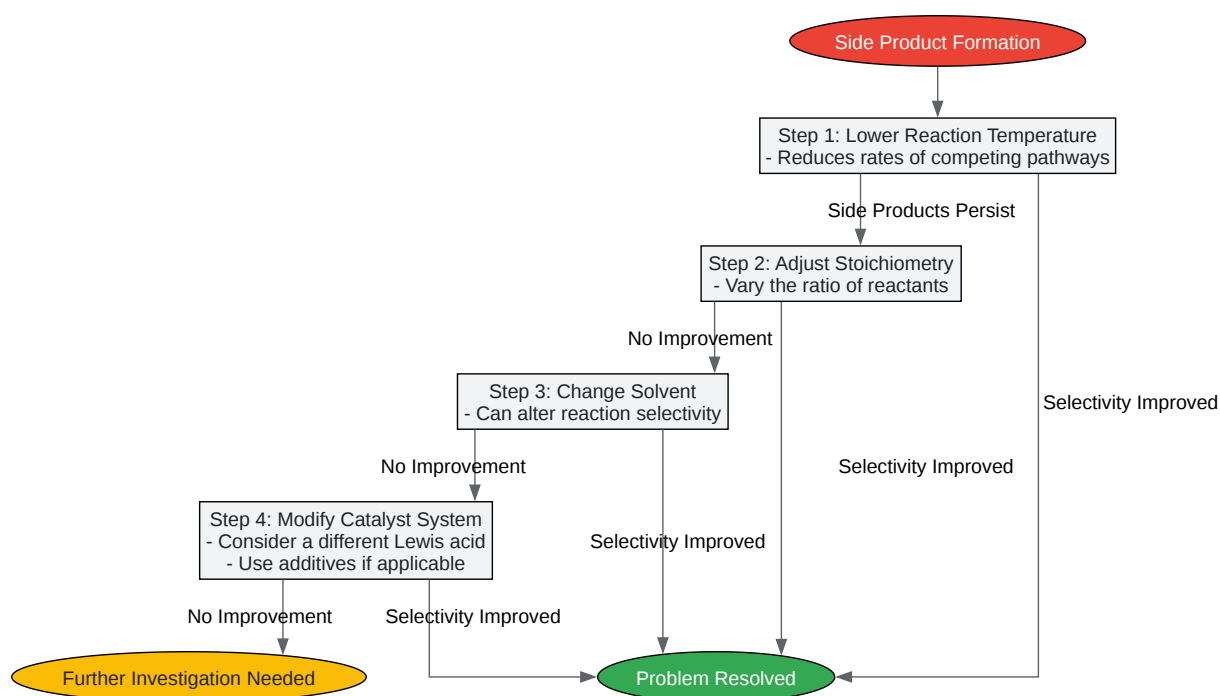 Side Product Formation
Step 1: Lower Reaction Temperature
- Reduces rates of competing pathways
Side Products Persist
Step 2: Adjust Stoichiometry
- Vary the ratio of reactants
No Improvement
Step 3: Change Solvent
- Can alter reaction selectivity
Selectivity Improved
No Improvement
Selectivity Improved
Step 4: Modify Catalyst System
- Consider a different Lewis acid
- Use additives if applicable
Selectivity Improved
No Improvement
Selectivity Improved
Further Investigation Needed
Problem Resolved